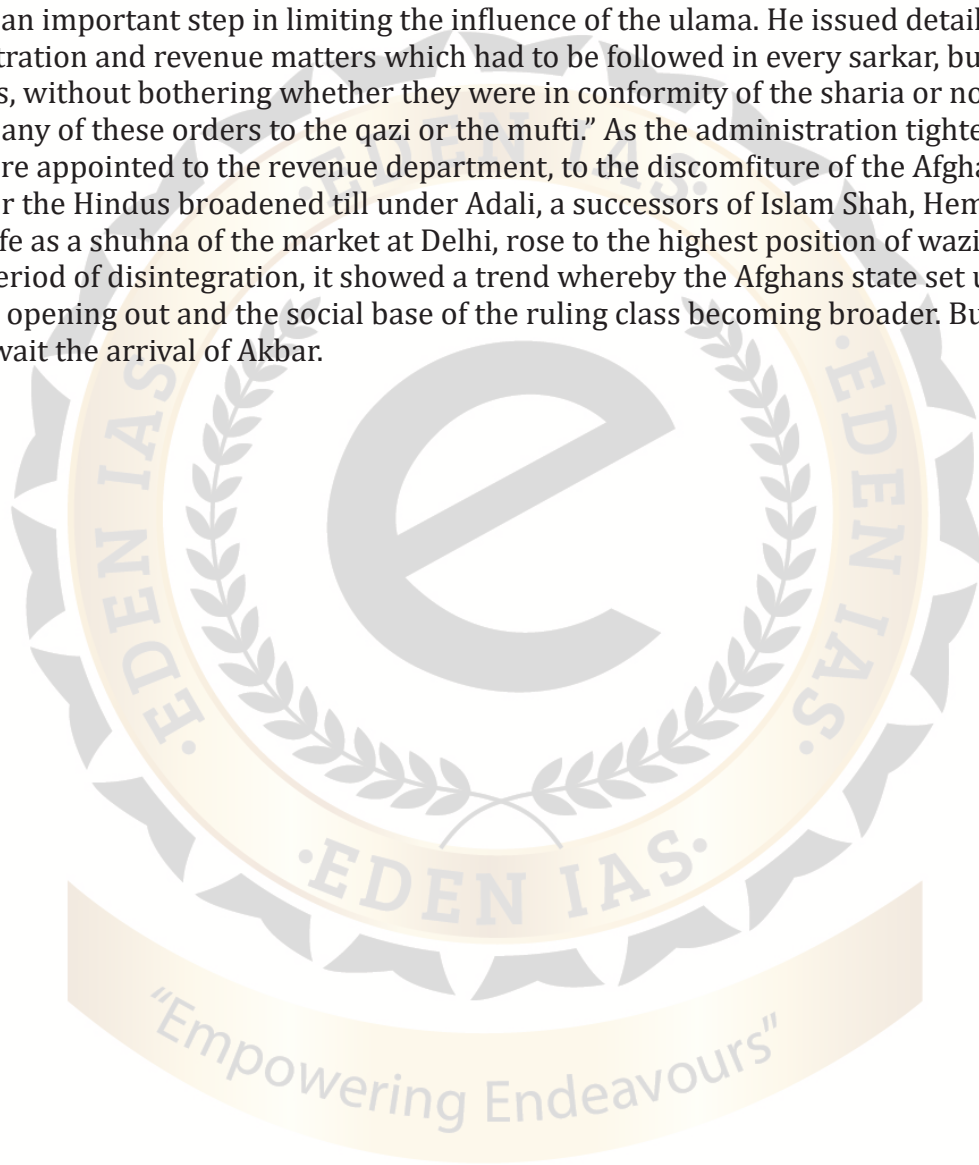 an important step in limiting the influence of the ulama. He issued detail
tration and revenue matters which had to be followed in every sarkar, bu
s, without bothering whether they were in conformity of the sharia or no
any of these orders to the qazi or the mufti.” As the administration tighte
re appointed to the revenue department, to the discomfiture of the Afgha
r the Hindus broadened till under Adali, a successors of Islam Shah, Hem
fe as a shuhna of the market at Delhi, rose to the highest position of wazi
eriod of disintegration, it showed a trend whereby the Afghans state set u
opening out and the social base of the ruling class becoming broader. Bu
wait the arrival of Akbar.
·EDEN IAS·
·EDEN IAS
·EDEN IAS·
·EDEN IAS·
“Empowering Endeavours”